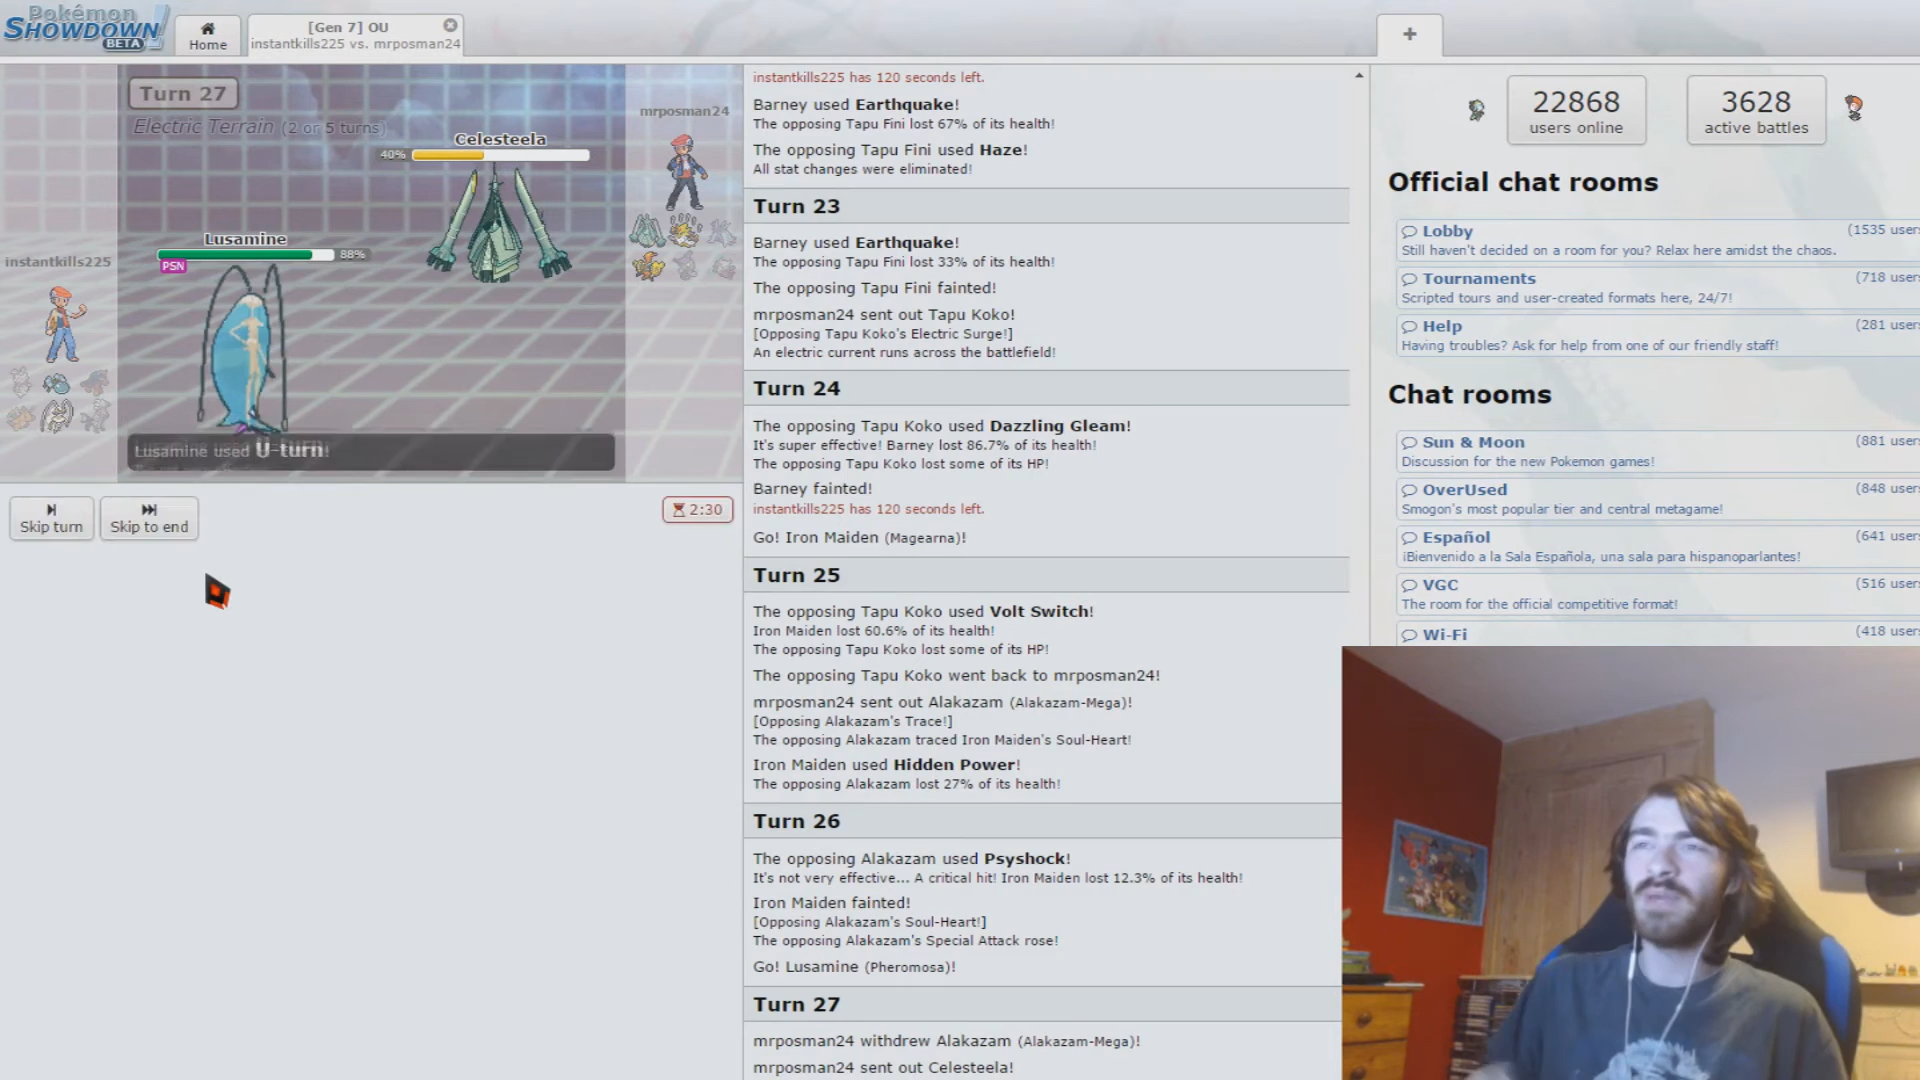 Pokémon
SHOWDOWN!
BETA
Home
[Gen 7] OU
instantkills225 vs. mrposman24
+
Turn 27
Electric Terrain (2 or 5 turns)
Celesteela
40%
Lusamine
88%
PSN
instantkills225
mrposman24
Lusamine used U-turn!
Skip turn
Skip to end
2:30
instantkills225 has 120 seconds left.
Barney used Earthquake!
The opposing Tapu Fini lost 67% of its health!
The opposing Tapu Fini used Haze!
All stat changes were eliminated!
Turn 23
Barney used Earthquake!
The opposing Tapu Fini lost 33% of its health!
The opposing Tapu Fini fainted!
mrposman24 sent out Tapu Koko!
[Opposing Tapu Koko's Electric Surge!]
An electric current runs across the battlefield!
Turn 24
The opposing Tapu Koko used Dazzling Gleam!
It's super effective! Barney lost 86.7% of its health!
The opposing Tapu Koko lost some of its HP!
Barney fainted!
instantkills225 has 120 seconds left.
Go! Iron Maiden (Magearna)!
Turn 25
The opposing Tapu Koko used Volt Switch!
Iron Maiden lost 60.6% of its health!
The opposing Tapu Koko lost some of its HP!
The opposing Tapu Koko went back to mrposman24!
mrposman24 sent out Alakazam (Alakazam-Mega)!
[Opposing Alakazam's Trace!]
The opposing Alakazam traced Iron Maiden's Soul-Heart!
Iron Maiden used Hidden Power!
The opposing Alakazam lost 27% of its health!
Turn 26
The opposing Alakazam used Psyshock!
It's not very effective... A critical hit! Iron Maiden lost 12.3% of its health!
Iron Maiden fainted!
[Opposing Alakazam's Soul-Heart!]
The opposing Alakazam's Special Attack rose!
Go! Lusamine (Pheromosa)!
Turn 27
mrposman24 withdrew Alakazam (Alakazam-Mega)!
mrposman24 sent out Celesteela!
22868
users online
3628
active battles
Official chat rooms
Lobby (1535 users
Still haven't decided on a room for you? Relax here amidst the chaos.
Tournaments (718 users
Scripted tours and user-created formats here, 24/7!
Help (281 users
Having troubles? Ask for help from one of our friendly staff!
Chat rooms
Sun & Moon (881 users
Discussion for the new Pokemon games!
OverUsed (848 users
Smogon's most popular tier and central metagame!
Español (641 users
¡Bienvenido a la Sala Española, una sala para hispanoparlantes!
VGC (516 users
The room for the official competitive format!
Wi-Fi (418 users